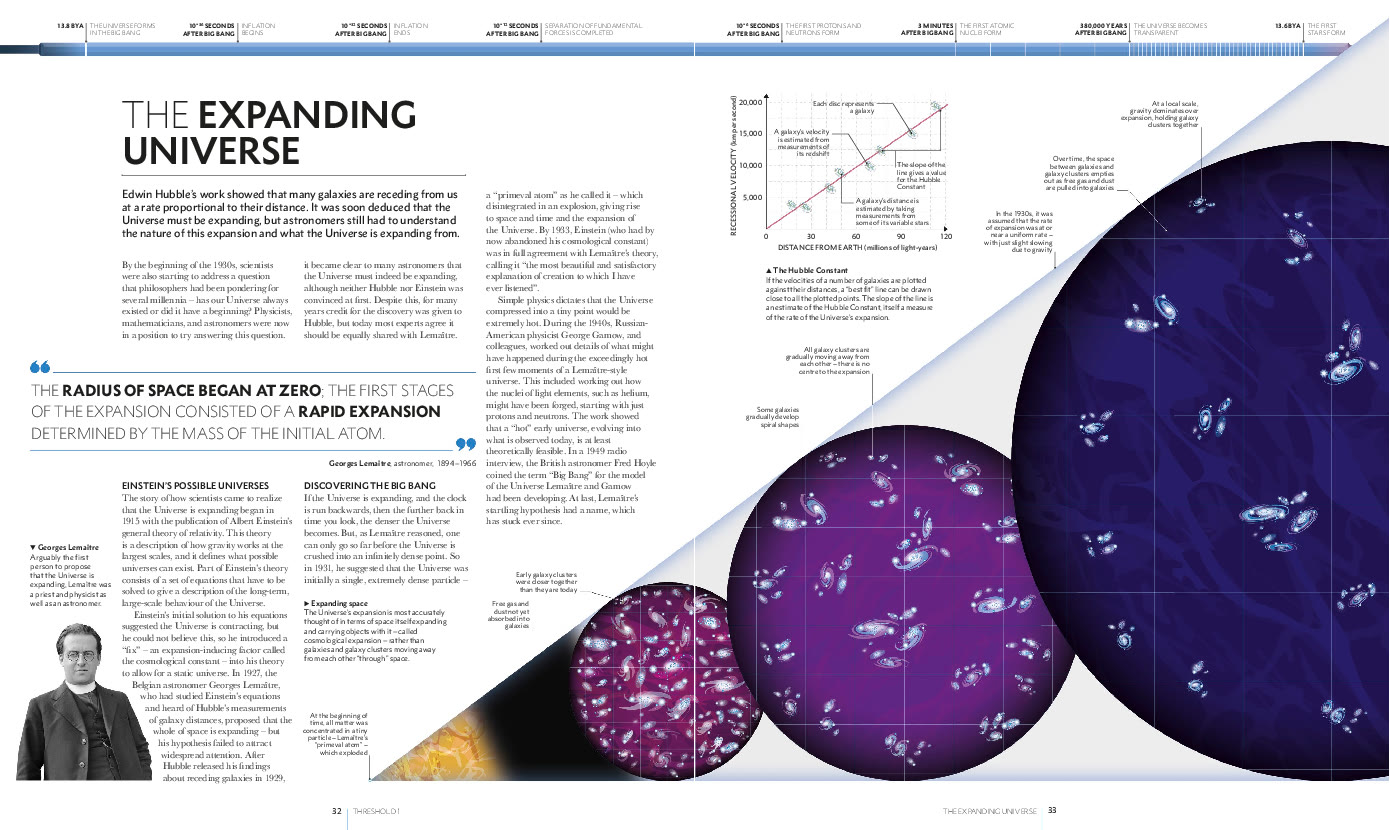 13.8 BYA THE UNIVERSE FORMS
IN THE BIG BANG
10⁻³⁶ SECONDS
AFTER BIG BANG
INFLATION
BEGINS
10⁻³² SECONDS
AFTER BIG BANG
INFLATION
ENDS
10⁻¹² SECONDS
AFTER BIG BANG
SEPARATION OF FUNDAMENTAL
FORCES IS COMPLETED
10⁻⁶ SECONDS
AFTER BIG BANG
THE FIRST PROTONS AND
NEUTRONS FORM
3 MINUTES
AFTER BIG BANG
THE FIRST ATOMIC
NUCLEI FORM
380,000 YEARS
AFTER BIG BANG
THE UNIVERSE BECOMES
TRANSPARENT
13.6 BYA THE FIRST
STARS FORM
THE EXPANDING
UNIVERSE
Edwin Hubble's work showed that many galaxies are receding from us
at a rate proportional to their distance. It was soon deduced that the
Universe must be expanding, but astronomers still had to understand
the nature of this expansion and what the Universe is expanding from.
By the beginning of the 1930s, scientists
were also starting to address a question
that philosophers had been pondering for
several millennia – has our Universe always
existed or did it have a beginning? Physicists,
mathematicians, and astronomers were now
in a position to try answering this question.
it became clear to many astronomers that
the Universe must indeed be expanding,
although neither Hubble nor Einstein was
convinced at first. Despite this, for many
years credit for the discovery was given to
Hubble, but today most experts agree it
should be equally shared with Lemaître.
“
THE RADIUS OF SPACE BEGAN AT ZERO; THE FIRST STAGES
OF THE EXPANSION CONSISTED OF A RAPID EXPANSION
DETERMINED BY THE MASS OF THE INITIAL ATOM.
”
Georges Lemaître, astronomer, 1894–1966
EINSTEIN'S POSSIBLE UNIVERSES
The story of how scientists came to realize
that the Universe is expanding began in
1915 with the publication of Albert Einstein's
general theory of relativity. This theory
is a description of how gravity works at the
largest scales, and it defines what possible
universes can exist. Part of Einstein's theory
consists of a set of equations that have to be
solved to give a description of the long-term,
large-scale behaviour of the Universe.
Einstein's initial solution to his equations
suggested the Universe is contracting, but
he could not believe this, so he introduced a
“fix” – an expansion-inducing factor called
the cosmological constant – into his theory
to allow for a static universe. In 1927, the
Belgian astronomer Georges Lemaître,
who had studied Einstein's equations
and heard of Hubble's measurements
of galaxy distances, proposed that the
whole of space is expanding – but
his hypothesis failed to attract
widespread attention. After
Hubble released his findings
about receding galaxies in 1929,
▼ Georges Lemaître
Arguably the first
person to propose
that the Universe is
expanding, Lemaître was
a priest and physicist as
well as an astronomer.
DISCOVERING THE BIG BANG
If the Universe is expanding, and the clock
is run backwards, then the further back in
time you look, the denser the Universe
becomes. But, as Lemaître reasoned, one
can only go so far before the Universe is
crushed into an infinitely dense point. So
in 1931, he suggested that the Universe was
initially a single, extremely dense particle –
▶ Expanding space
The Universe's expansion is most accurately
thought of in terms of space itself expanding
and carrying objects with it – called
cosmological expansion – rather than
galaxies and galaxy clusters moving away
from each other “through” space.
a “primeval atom” as he called it – which
disintegrated in an explosion, giving rise
to space and time and the expansion of
the Universe. By 1933, Einstein (who had by
now abandoned his cosmological constant)
was in full agreement with Lemaître's theory,
calling it “the most beautiful and satisfactory
explanation of creation to which I have
ever listened”.
Simple physics dictates that the Universe
compressed into a tiny point would be
extremely hot. During the 1940s, Russian-
American physicist George Gamow, and
colleagues, worked out details of what might
have happened during the exceedingly hot
first few moments of a Lemaître-style
universe. This included working out how
the nuclei of light elements, such as helium,
might have been forged, starting with just
protons and neutrons. The work showed
that a “hot” early universe, evolving into
what is observed today, is at least
theoretically feasible. In a 1949 radio
interview, the British astronomer Fred Hoyle
coined the term “Big Bang” for the model
of the Universe Lemaître and Gamow
had been developing. At last, Lemaître's
startling hypothesis had a name, which
has stuck ever since.
RECESSIONAL VELOCITY (km per second)
20,000
15,000
10,000
5,000
0
30
60
90
120
DISTANCE FROM EARTH (millions of light-years)
Each disc represents
a galaxy
A galaxy's velocity
is estimated from
measurements of
its redshift
The slope of the
line gives a value
for the Hubble
Constant
A galaxy's distance is
estimated by taking
measurements from
some of its variable stars
▲ The Hubble Constant
If the velocities of a number of galaxies are plotted
against their distances, a “best fit” line can be drawn
close to all the plotted points. The slope of the line is
an estimate of the Hubble Constant, itself a measure
of the rate of the Universe's expansion.
At a local scale,
gravity dominates over
expansion, holding galaxy
clusters together
Over time, the space
between galaxies and
galaxy clusters empties
out as free gas and dust
are pulled into galaxies
In the 1930s, it was
assumed that the rate
of expansion was at or
near a uniform rate –
with just slight slowing
due to gravity
All galaxy clusters are
gradually moving away from
each other – there is no
centre to the expansion
Some galaxies
gradually develop
spiral shapes
Early galaxy clusters
were closer together
than they are today
Free gas and
dust not yet
absorbed into
galaxies
At the beginning of
time, all matter was
concentrated in a tiny
particle – Lemaître's
“primeval atom” –
which exploded
32 THRESHOLD 1
THE EXPANDING UNIVERSE 33